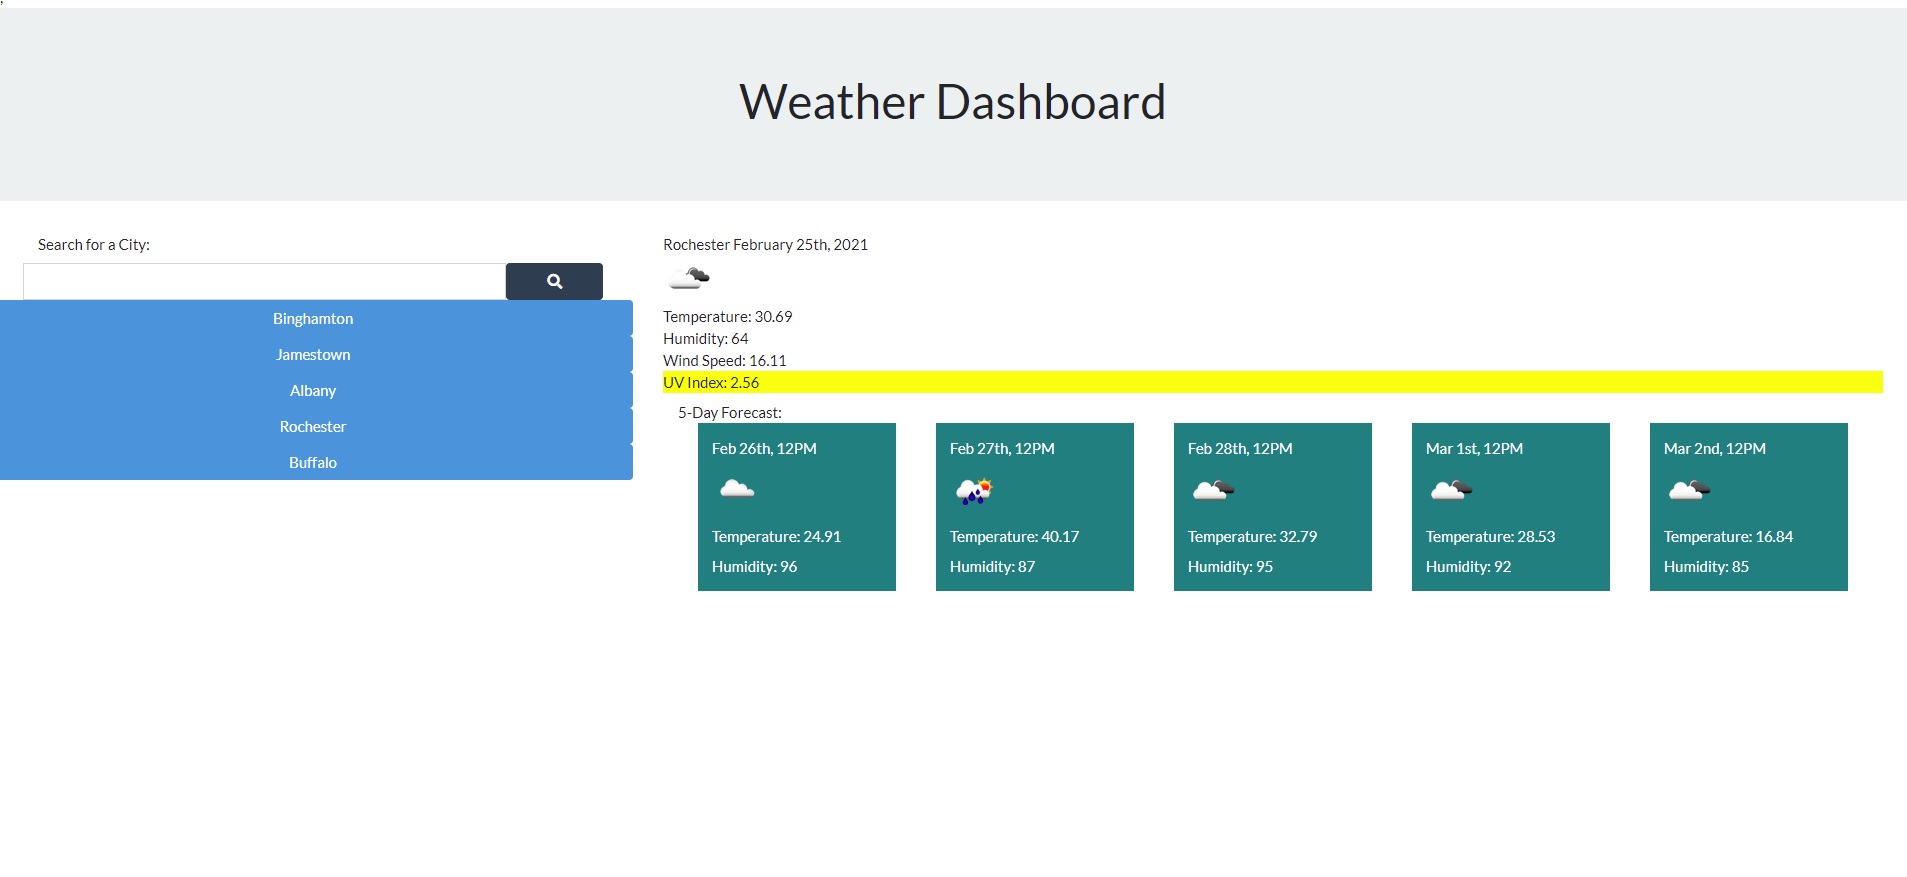 ,
Weather Dashboard
Search for a City:
Binghamton
Jamestown
Albany
Rochester
Buffalo
Rochester February 25th, 2021
Temperature: 30.69
Humidity: 64
Wind Speed: 16.11
UV Index: 2.56
5-Day Forecast:
Feb 26th, 12PM
Temperature: 24.91
Humidity: 96
Feb 27th, 12PM
Temperature: 40.17
Humidity: 87
Feb 28th, 12PM
Temperature: 32.79
Humidity: 95
Mar 1st, 12PM
Temperature: 28.53
Humidity: 92
Mar 2nd, 12PM
Temperature: 16.84
Humidity: 85